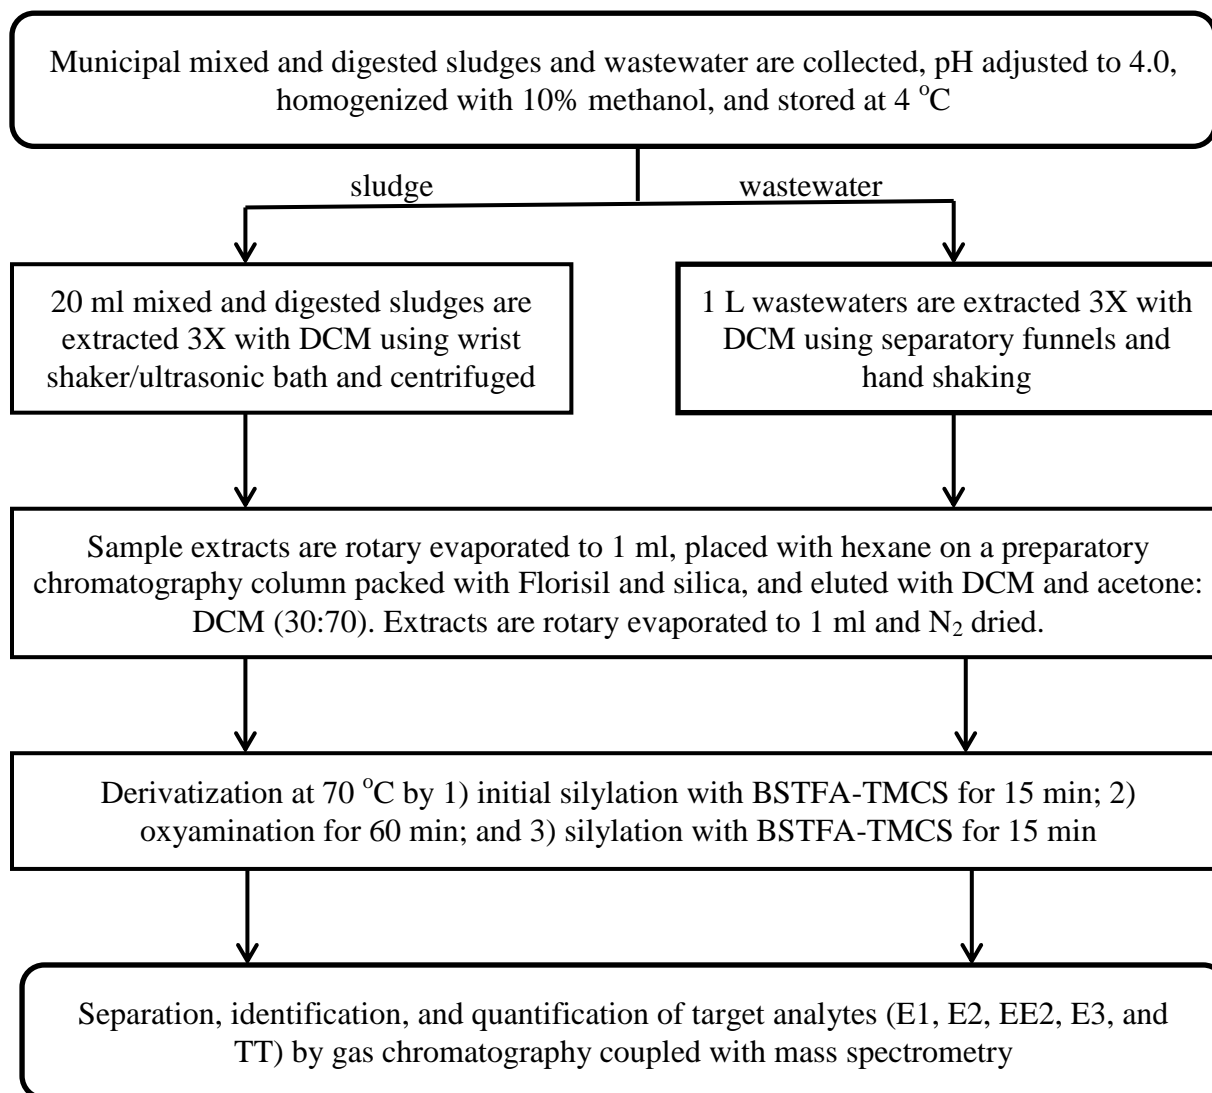 Municipal mixed and digested sludges and wastewater are collected, pH adjusted to 4.0,
homogenized with 10% methanol, and stored at 4 °C
sludge
wastewater
20 ml mixed and digested sludges are
extracted 3X with DCM using wrist
shaker/ultrasonic bath and centrifuged
1 L wastewaters are extracted 3X with
DCM using separatory funnels and
hand shaking
Sample extracts are rotary evaporated to 1 ml, placed with hexane on a preparatory
chromatography column packed with Florisil and silica, and eluted with DCM and acetone:
DCM (30:70). Extracts are rotary evaporated to 1 ml and N₂ dried.
Derivatization at 70 °C by 1) initial silylation with BSTFA-TMCS for 15 min; 2)
oxyamination for 60 min; and 3) silylation with BSTFA-TMCS for 15 min
Separation, identification, and quantification of target analytes (E1, E2, EE2, E3, and
TT) by gas chromatography coupled with mass spectrometry